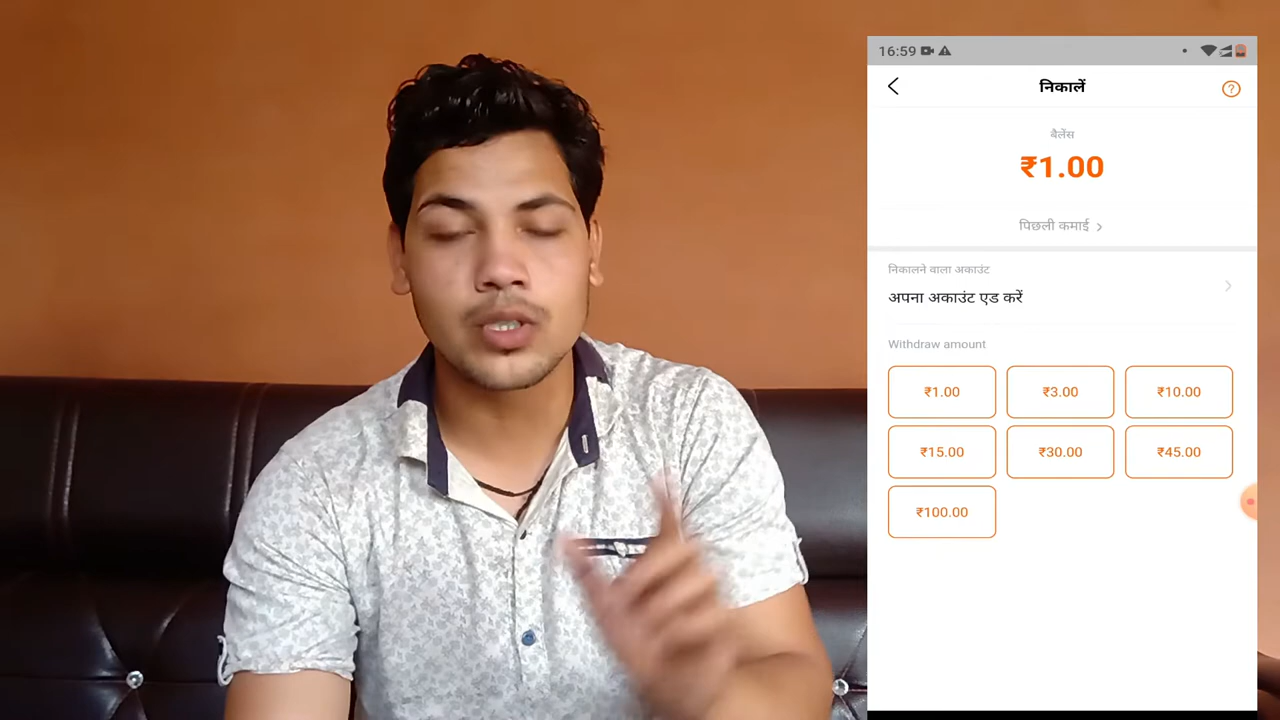 16:59
निकालें
बैलेंस
₹1.00
पिछली कमाई
निकालने वाला अकाउंट
अपना अकाउंट एड करें
Withdraw amount
₹1.00 ₹3.00 ₹10.00
₹15.00 ₹30.00 ₹45.00
₹100.00